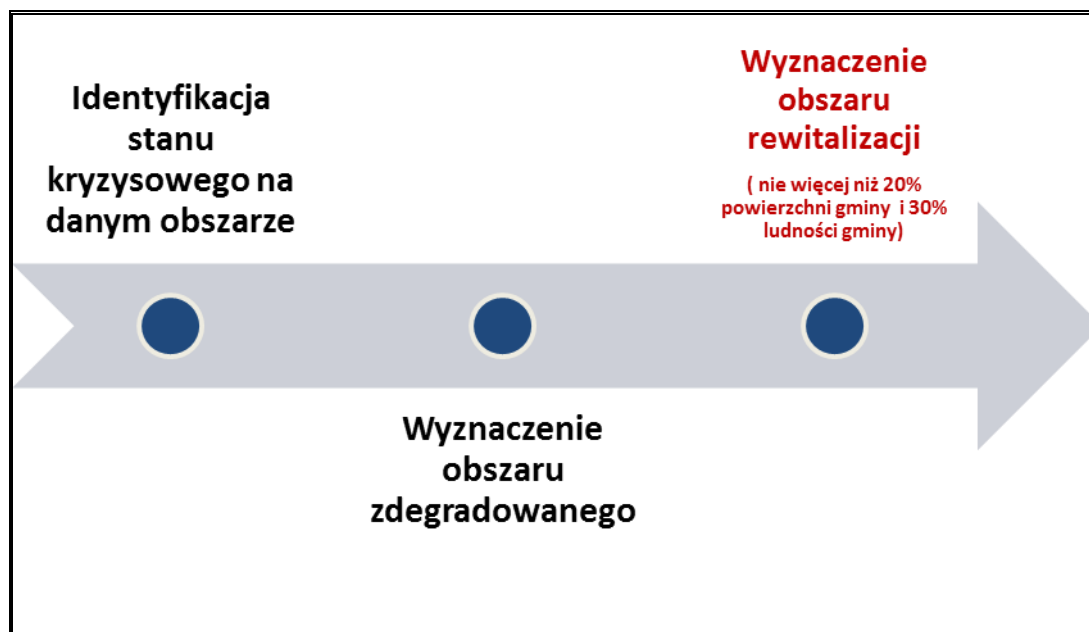 Identyfikacja
stanu
kryzysowego na
danym obszarze
Wyznaczenie
obszaru
zdegradowanego
Wyznaczenie
obszaru
rewitalizacji
( nie więcej niż 20%
powierzchni gminy i 30%
ludności gminy)